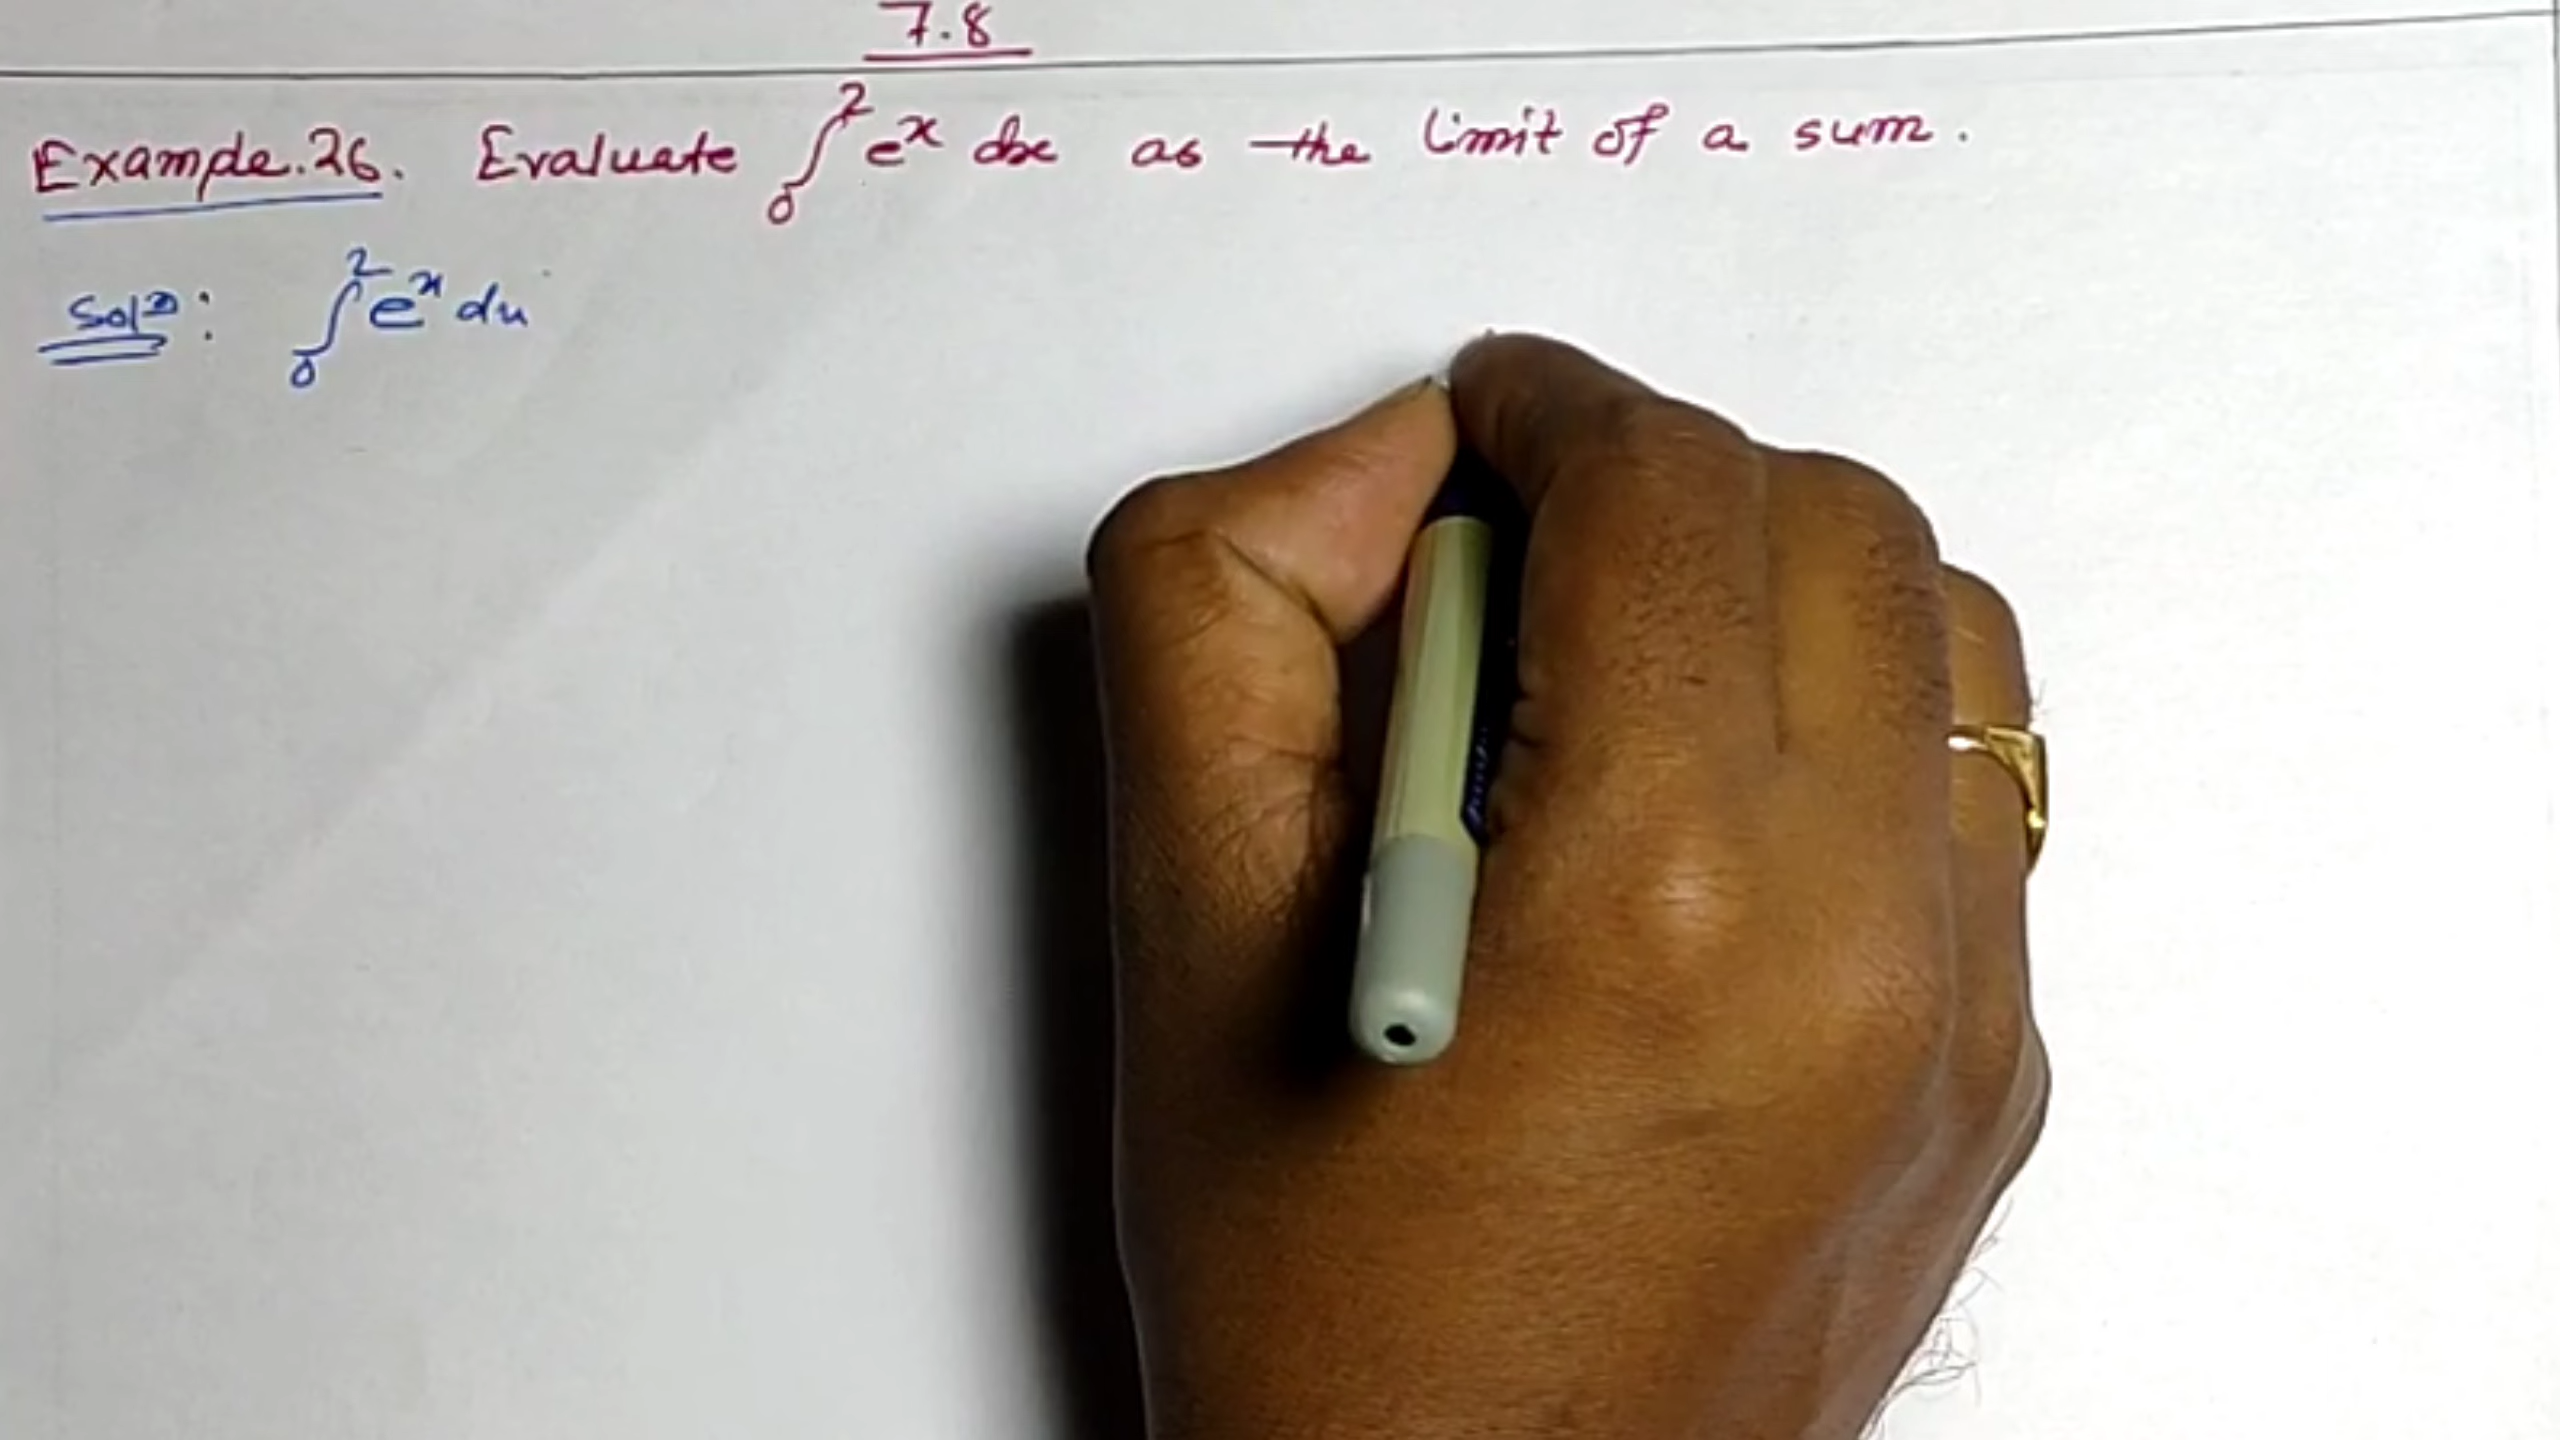 7.8
Example.26. Evaluate ∫₀² eˣ dx as the limit of a sum.
Solⁿ: ∫₀² eˣ dx